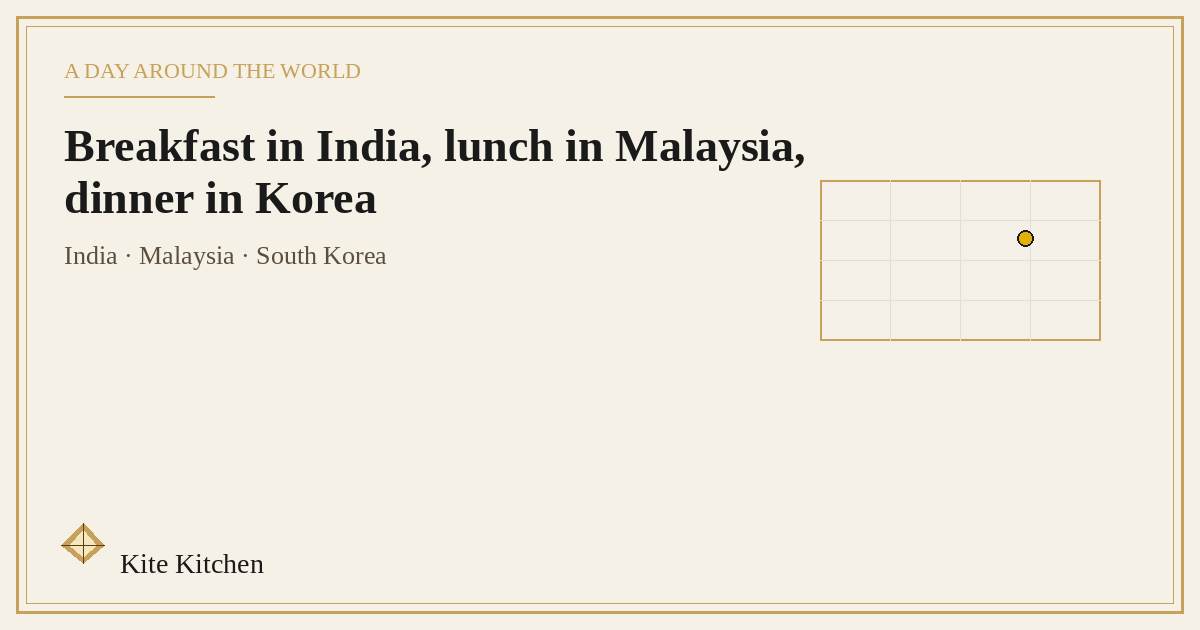 A DAY AROUND THE WORLD
Breakfast in India, lunch in Malaysia,
dinner in Korea
India · Malaysia · South Korea
Kite Kitchen